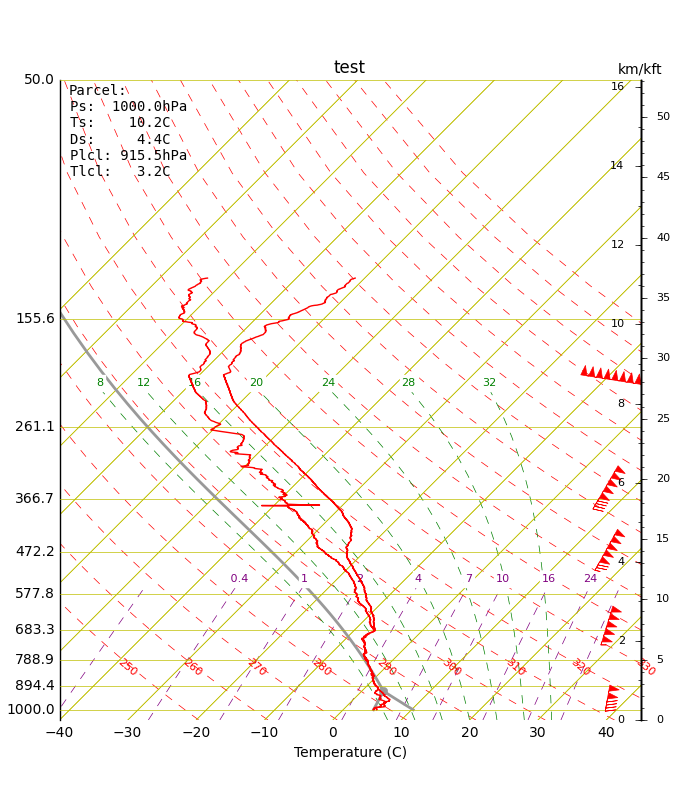 test
km/kft
50.0
Parcel:
Ps: 1000.0hPa
Ts: 10.2C
Ds: 4.4C
Plcl: 915.5hPa
Tlcl: 3.2C
16
50
14
45
12
40
35
155.6
10
30
8 12 16 20 24 28 32
8
25
261.1
6
20
366.7
15
472.2
4
0.4 1 2 4 7 10 16 24
577.8
10
683.3
2
788.9
5
250 260 270 280 290 300 310 320 330
894.4
1000.0
0 0
−40 −30 −20 −10 0 10 20 30 40
Temperature (C)